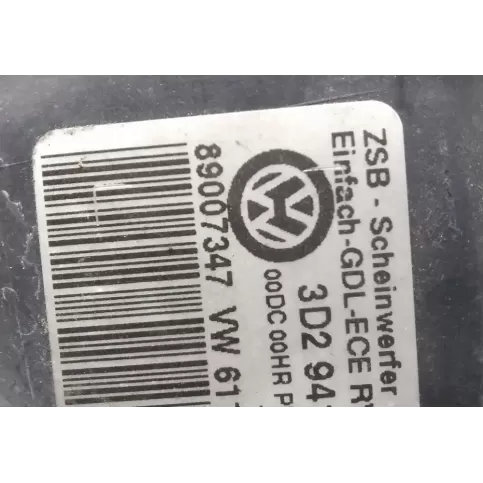 ZSB - Scheinwerfer
Einfach-GDL-ECE
3D2 94
00DC 00HR
89007347 VW 61